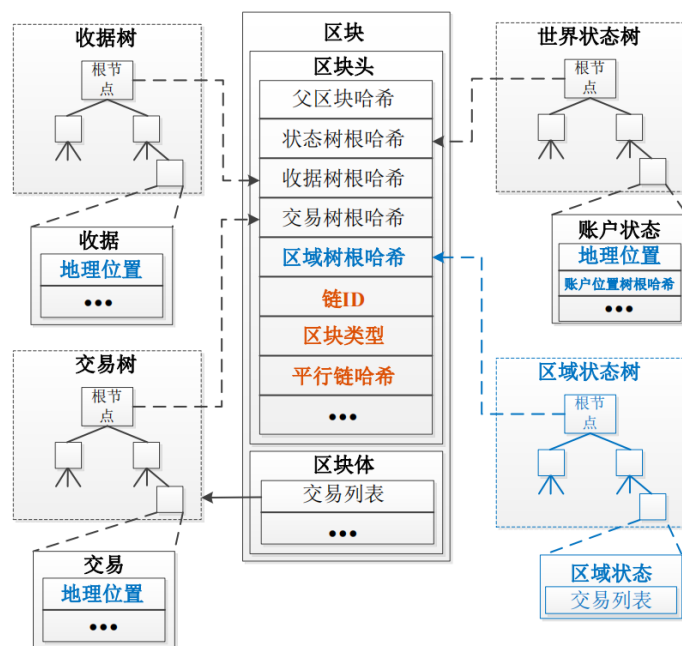 收据树
根节
点
收据
地理位置
•••
交易树
根节
点
交易
地理位置
•••
区块
区块头
父区块哈希
状态树根哈希
收据树根哈希
交易树根哈希
区域树根哈希
链ID
区块类型
平行链哈希
•••
区块体
交易列表
•••
世界状态树
根节
点
账户状态
地理位置
账户位置树根哈希
•••
区域状态树
根节
点
区域状态
交易列表